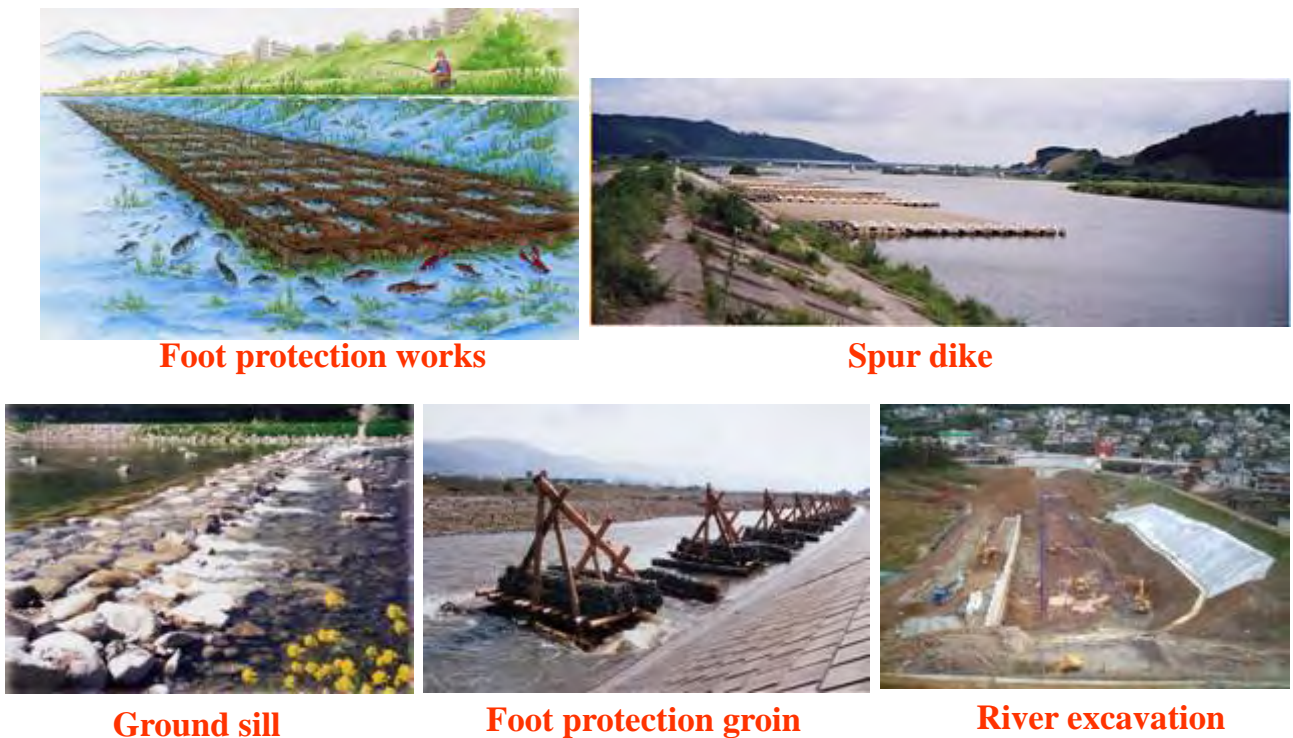 Foot protection works
Spur dike
Ground sill
Foot protection groin
River excavation